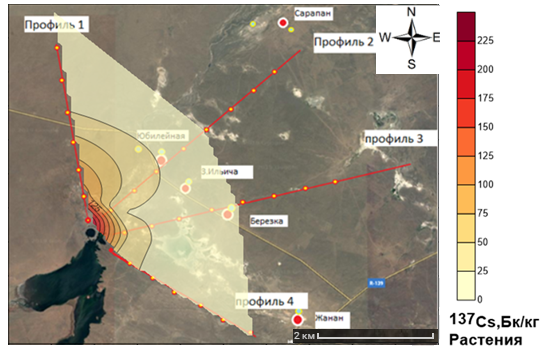 Профиль 1
Сарапан
N
W E
S
Профиль 2
Юбилейная
профиль 3
З.Ильича
Березка
В-139
профиль 4
Жанан
2 км
225
200
175
150
125
100
75
50
25
0
137Cs,Бк/кг
Растения